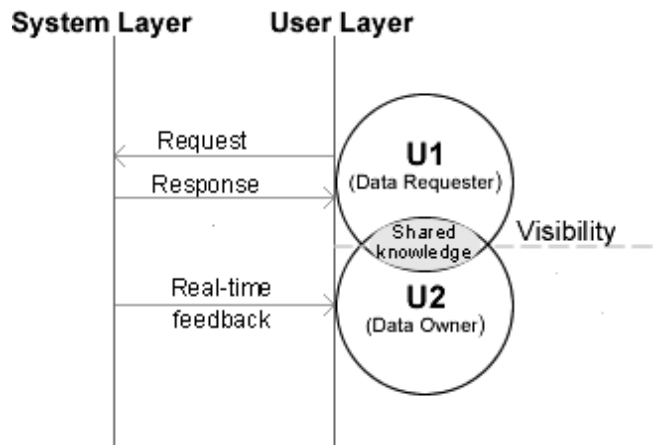 System Layer
User Layer
Request
U1
(Data Requester)
Response
Shared
knowledge
Visibility
Real-time
feedback
U2
(Data Owner)